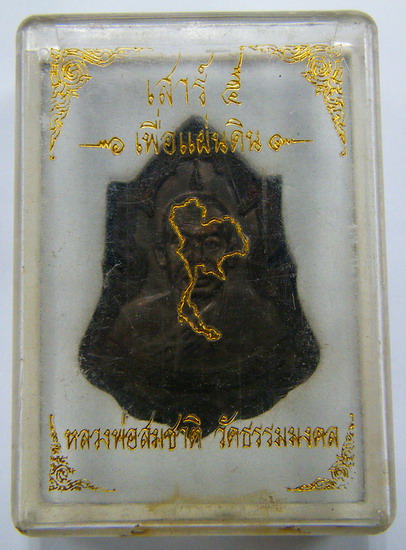 เสาร์ ๕
เพื่อแผ่นดิน
หลวงพ่อสมชาติ วัดธรรมมงคล